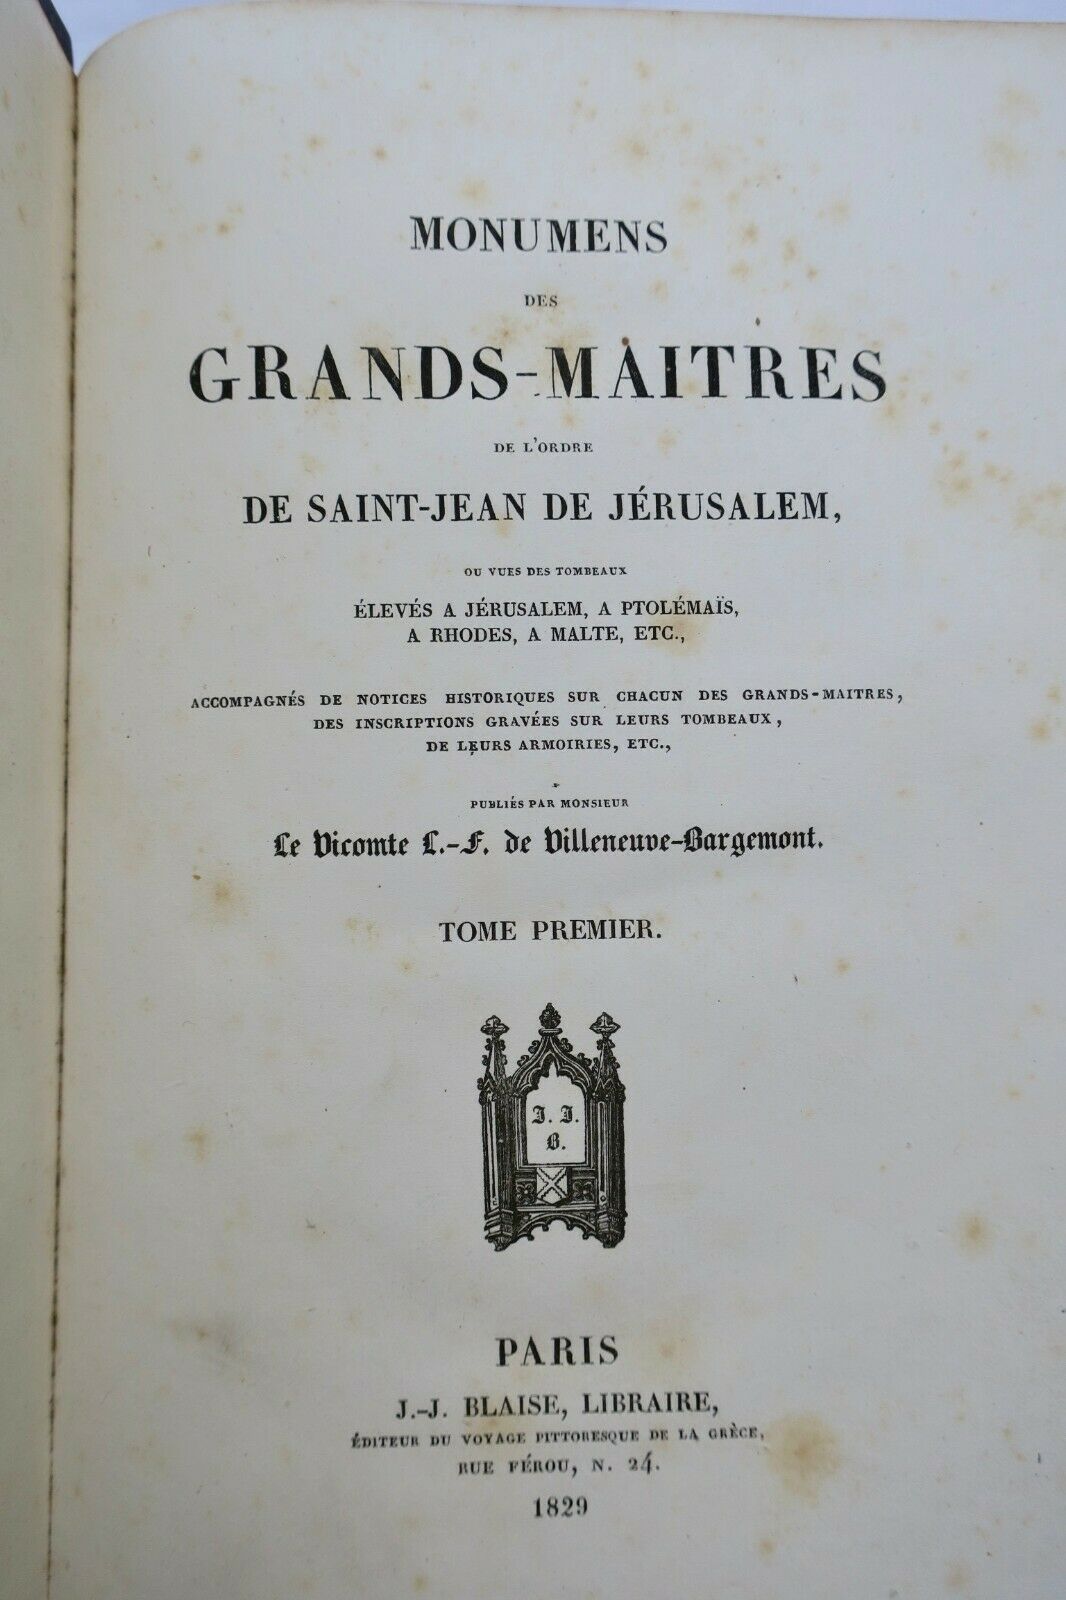 MONUMENS
DES
GRANDS-MAITRES
DE L'ORDRE
DE SAINT-JEAN DE JÉRUSALEM,
OU VUES DES TOMBEAUX
ÉLEVÉS A JÉRUSALEM, A PTOLÉMAÏS,
A RHODES, A MALTE, ETC.,
ACCOMPAGNÉS DE NOTICES HISTORIQUES SUR CHACUN DES GRANDS-MAITRES,
DES INSCRIPTIONS GRAVÉES SUR LEURS TOMBEAUX,
DE LEURS ARMOIRIES, ETC.,
PUBLIÉS PAR MONSIEUR
Le Vicomte L.-F. de Villeneuve-Bargemont.
TOME PREMIER.
J. J.
B.
PARIS
J.-J. BLAISE, LIBRAIRE,
ÉDITEUR DU VOYAGE PITTORESQUE DE LA GRÈCE,
RUE FÉROU, N. 24.
1829